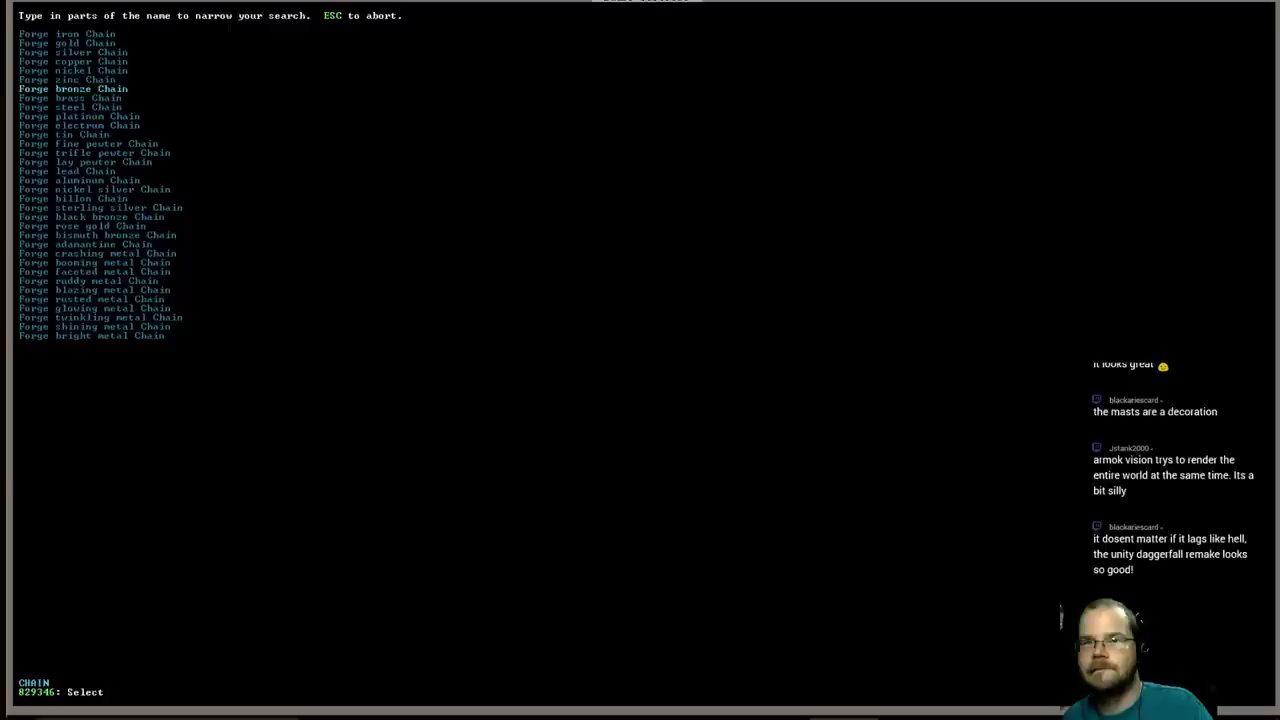 Type in parts of the name to narrow your search.  ESC to abort.
Forge iron Chain
Forge gold Chain
Forge silver Chain
Forge copper Chain
Forge nickel Chain
Forge zinc Chain
Forge bronze Chain
Forge brass Chain
Forge steel Chain
Forge platinum Chain
Forge electrum Chain
Forge tin Chain
Forge fine pewter Chain
Forge trifle pewter Chain
Forge lay pewter Chain
Forge lead Chain
Forge aluminum Chain
Forge nickel silver Chain
Forge billon Chain
Forge sterling silver Chain
Forge black bronze Chain
Forge rose gold Chain
Forge bismuth bronze Chain
Forge adamantine Chain
Forge crashing metal Chain
Forge booming metal Chain
Forge faceted metal Chain
Forge ruddy metal Chain
Forge blazing metal Chain
Forge rusted metal Chain
Forge glowing metal Chain
Forge twinkling metal Chain
Forge shining metal Chain
Forge bright metal Chain
it looks great
blackariescard -
the masts are a decoration
Jstank2000 -
armok vision trys to render the
entire world at the same time. Its a
bit silly
blackariescard -
it dosent matter if it lags like hell,
the unity daggerfall remake looks
so good!
CHAIN
829346: Select